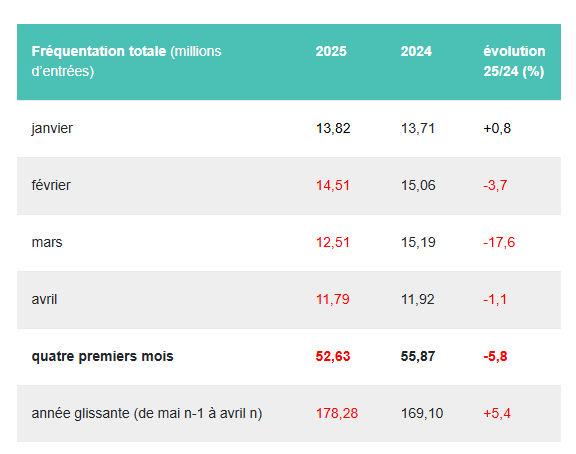 Fréquentation totale (millions 2025 2024 évolution
d’entrées) 25/24 (%)
janvier 13,82 13,71 +0,8
février 14,51 15,06 -3,7
mars 12,51 15,19 -17,6
avril 11,79 11,92 -1,1
quatre premiers mois 52,63 55,87 -5,8
année glissante (de mai n-1 à avril n) 178,28 169,10 +5,4